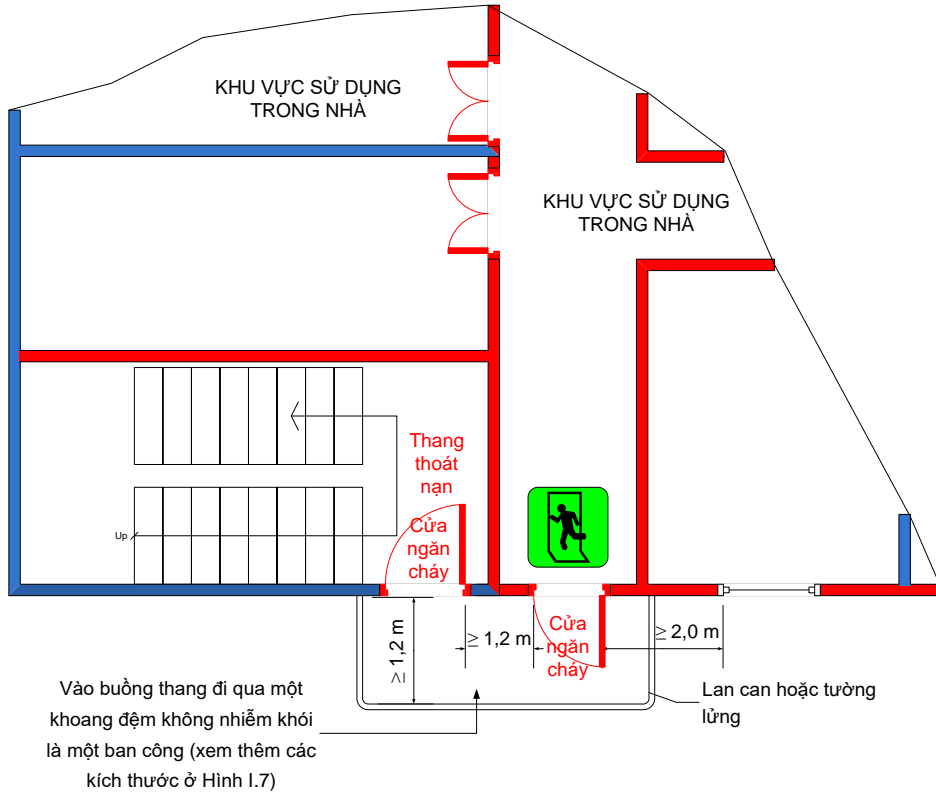 KHU VỰC SỬ DỤNG
TRONG NHÀ
KHU VỰC SỬ DỤNG
TRONG NHÀ
Thang
thoát
nạn
Up
Cửa
ngăn
cháy
≥ 1,2 m
≥ 1,2 m
Cửa
ngăn
cháy
≥ 2,0 m
Vào buồng thang đi qua một
khoang đệm không nhiễm khói
là một ban công (xem thêm các
kích thước ở Hình I.7)
Lan can hoặc tường
lửng